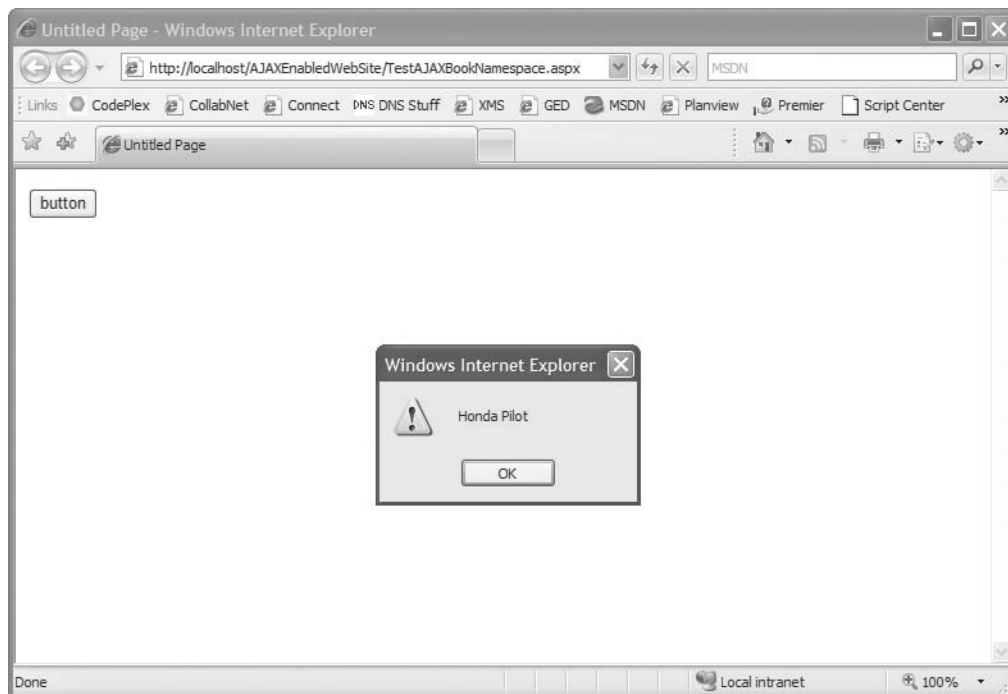 Untitled Page - Windows Internet Explorer
http://localhost/AJAXEnabledWebSite/TestAJAXBookNamespace.aspx MSDN
Links CodePlex CollabNet Connect DNS DNS Stuff XMS GED MSDN Planview Premier Script Center »
Untitled Page »
button
Windows Internet Explorer
Honda Pilot
OK
Done Local intranet 100%